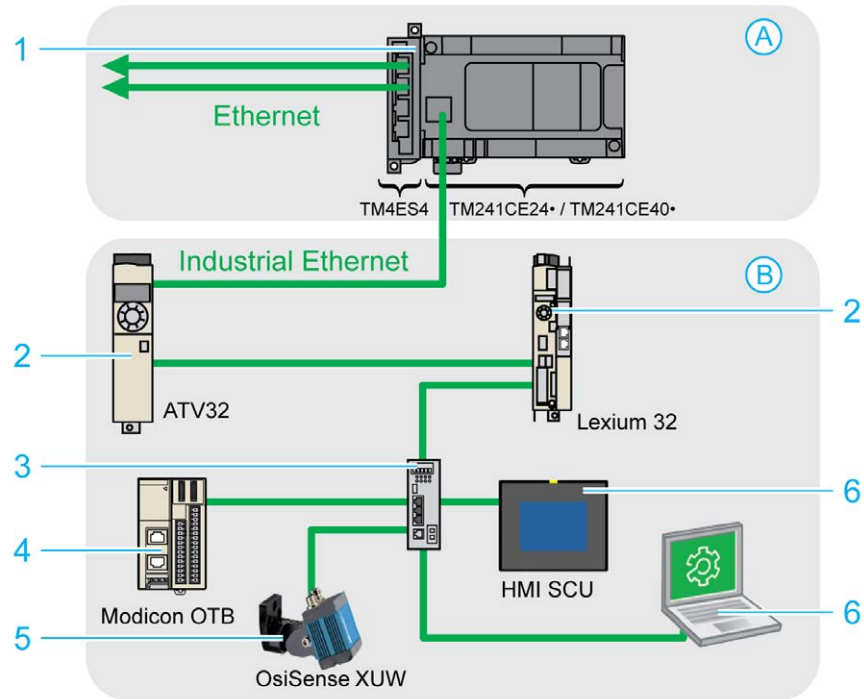 1
A
Ethernet
TM4ES4 TM241CE24• / TM241CE40•
Industrial Ethernet
B
2
2
ATV32
Lexium 32
3
6
4
HMI SCU
Modicon OTB
6
5
OsiSense XUW